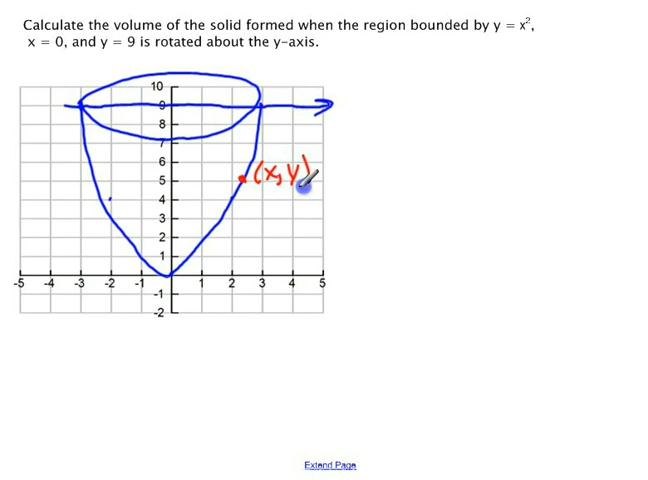 Calculate the volume of the solid formed when the region bounded by y = x²,
x = 0, and y = 9 is rotated about the y-axis.
10
9
8
7
6
5
(x, y)
4
3
2
1
-5 -4 -3 -2 -1 1 2 3 4 5
-1
-2
Extend Page